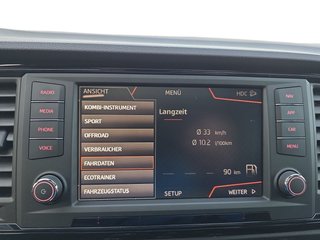 ANSICHT MENÜ HDC
KOMBI-INSTRUMENT
SPORT
OFFROAD
VERBRAUCHER
FAHRDATEN
ECOTRAINER
FAHRZEUGSTATUS
Langzeit
Ø 33 km/h
Ø 10.2 l/100km
90 km
SETUP
WEITER
RADIO
MEDIA
PHONE
VOICE
NAV
APP
CAR
MENU